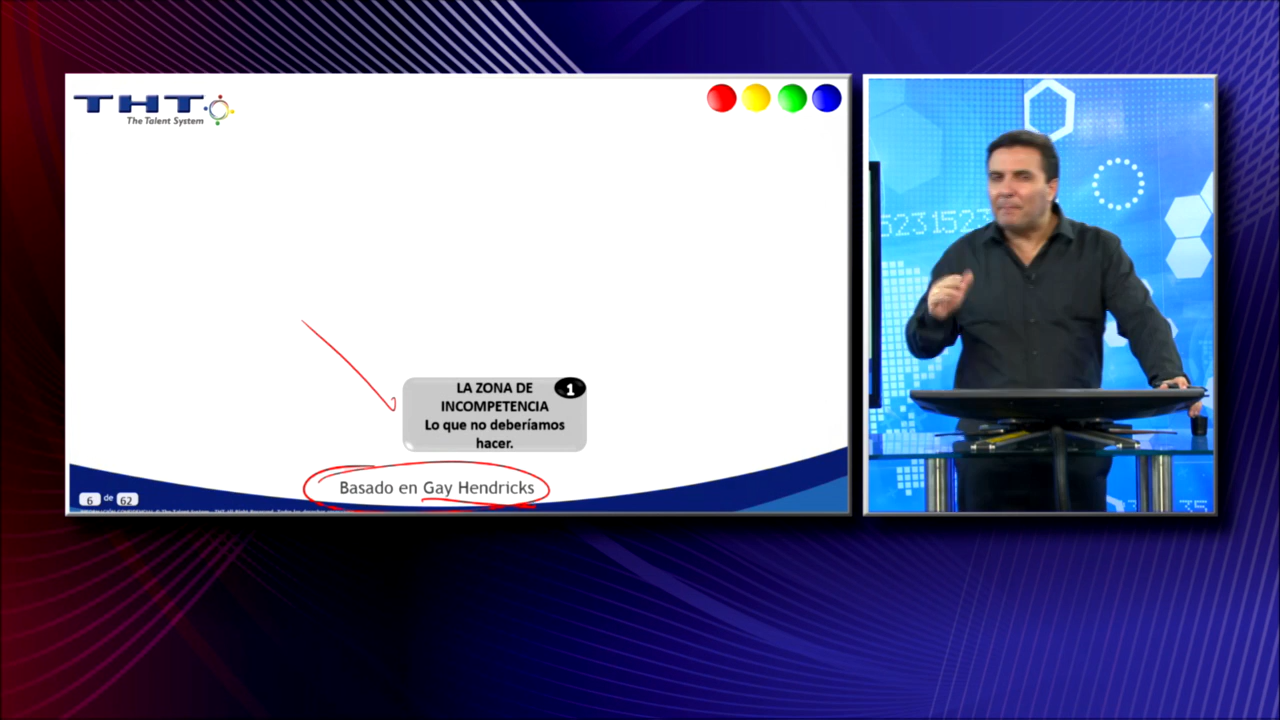 THT
The Talent System
LA ZONA DE
INCOMPETENCIA
Lo que no deberíamos
hacer.
1
Basado en Gay Hendricks
6 de 62
5231523